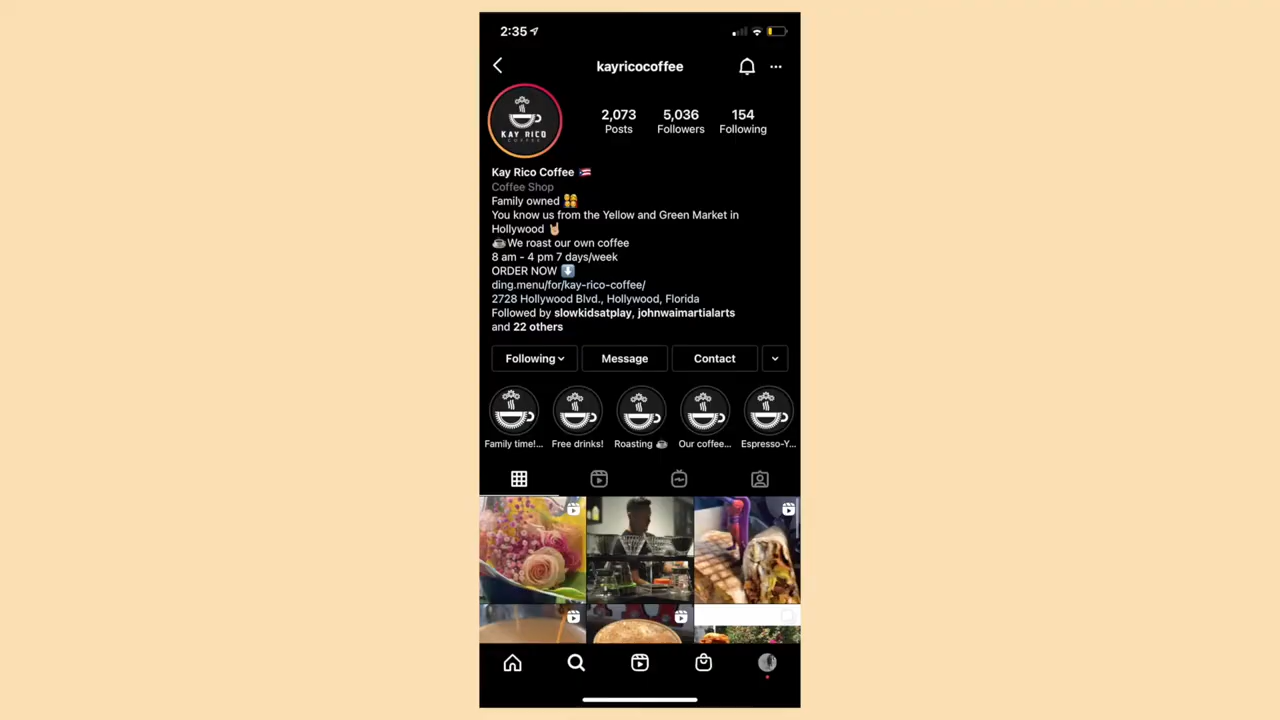 2:35
kayricocoffee
KAY RICO
COFFEE
2,073 5,036 154
Posts Followers Following
Kay Rico Coffee
Coffee Shop
Family owned
You know us from the Yellow and Green Market in
Hollywood
We roast our own coffee
8 am - 4 pm 7 days/week
ORDER NOW
ding.menu/for/kay-rico-coffee/
2728 Hollywood Blvd., Hollywood, Florida
Followed by slowkidsatplay, johnwaimartialarts
and 22 others
Following Message Contact
Family time!... Free drinks! Roasting Our coffee... Espresso-Y...